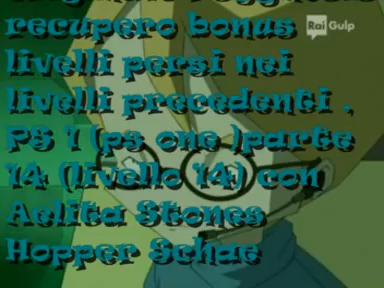 recupero bonus
Rai Gulp
livelli persi nei
livelli precedenti .
PS 1 (ps one )parte
14 (livello 14) con
Aelita Stones
Hopper Schae